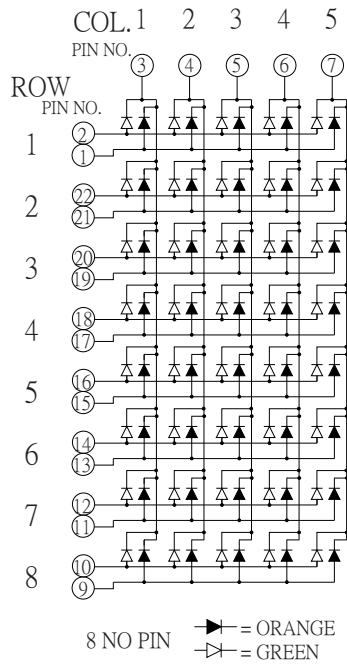 COL. 1 2 3 4 5
PIN NO.
3 4 5 6 7
ROW
PIN NO.
1 2
1
2 22
21
3 20
19
4 18
17
5 16
15
6 14
13
7 12
11
8 10
9
8 NO PIN
= ORANGE
= GREEN